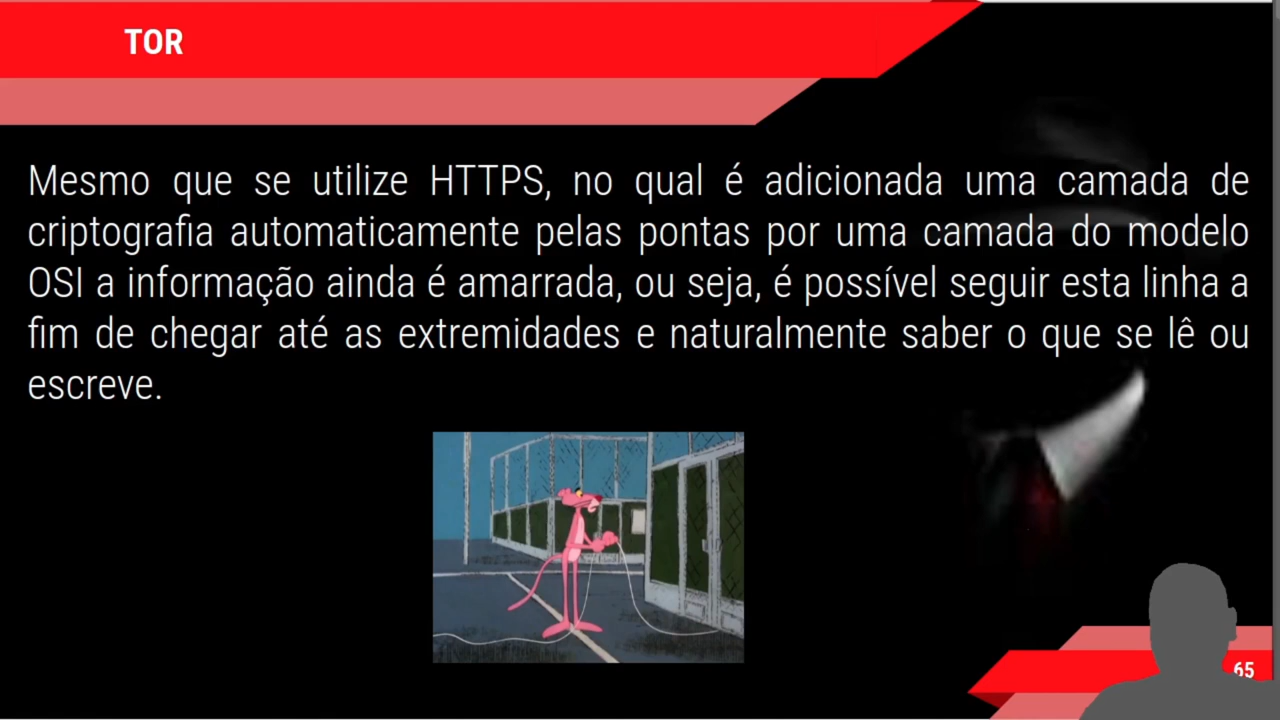 TOR
Mesmo que se utilize HTTPS, no qual é adicionada uma camada de
criptografia automaticamente pelas pontas por uma camada do modelo
OSI a informação ainda é amarrada, ou seja, é possível seguir esta linha a
fim de chegar até as extremidades e naturalmente saber o que se lê ou
escreve.
65